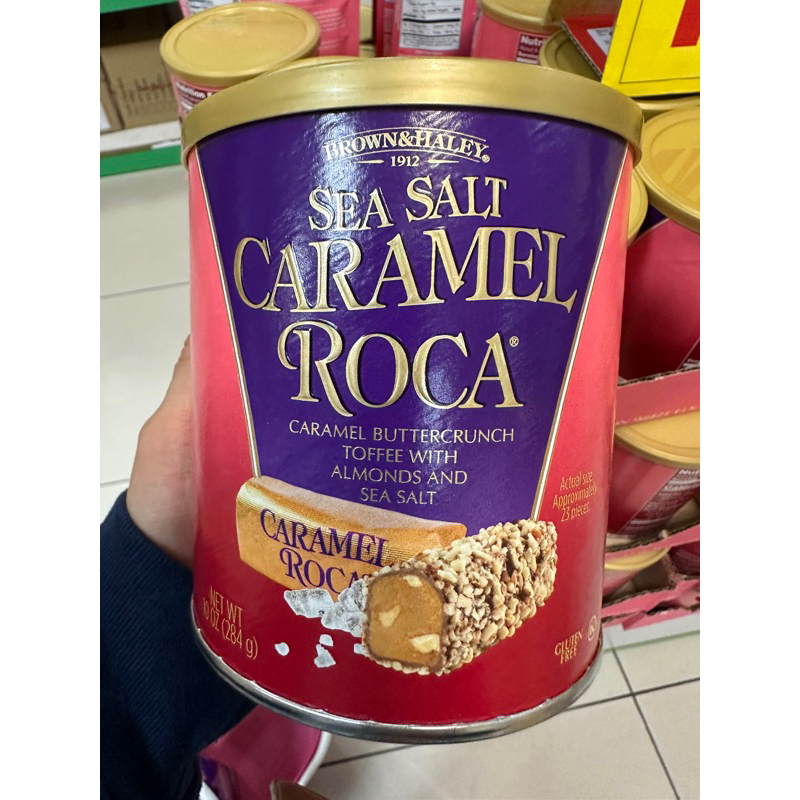 BROWN&HALEY®
1912
SEA SALT
CARAMEL
ROCA®
CARAMEL BUTTERCRUNCH
TOFFEE WITH
ALMONDS AND
SEA SALT
Actual size.
Approximately
23 pieces.
CARAMEL
ROCA
NET WT
10 OZ (284 g)
GLUTEN
FREE